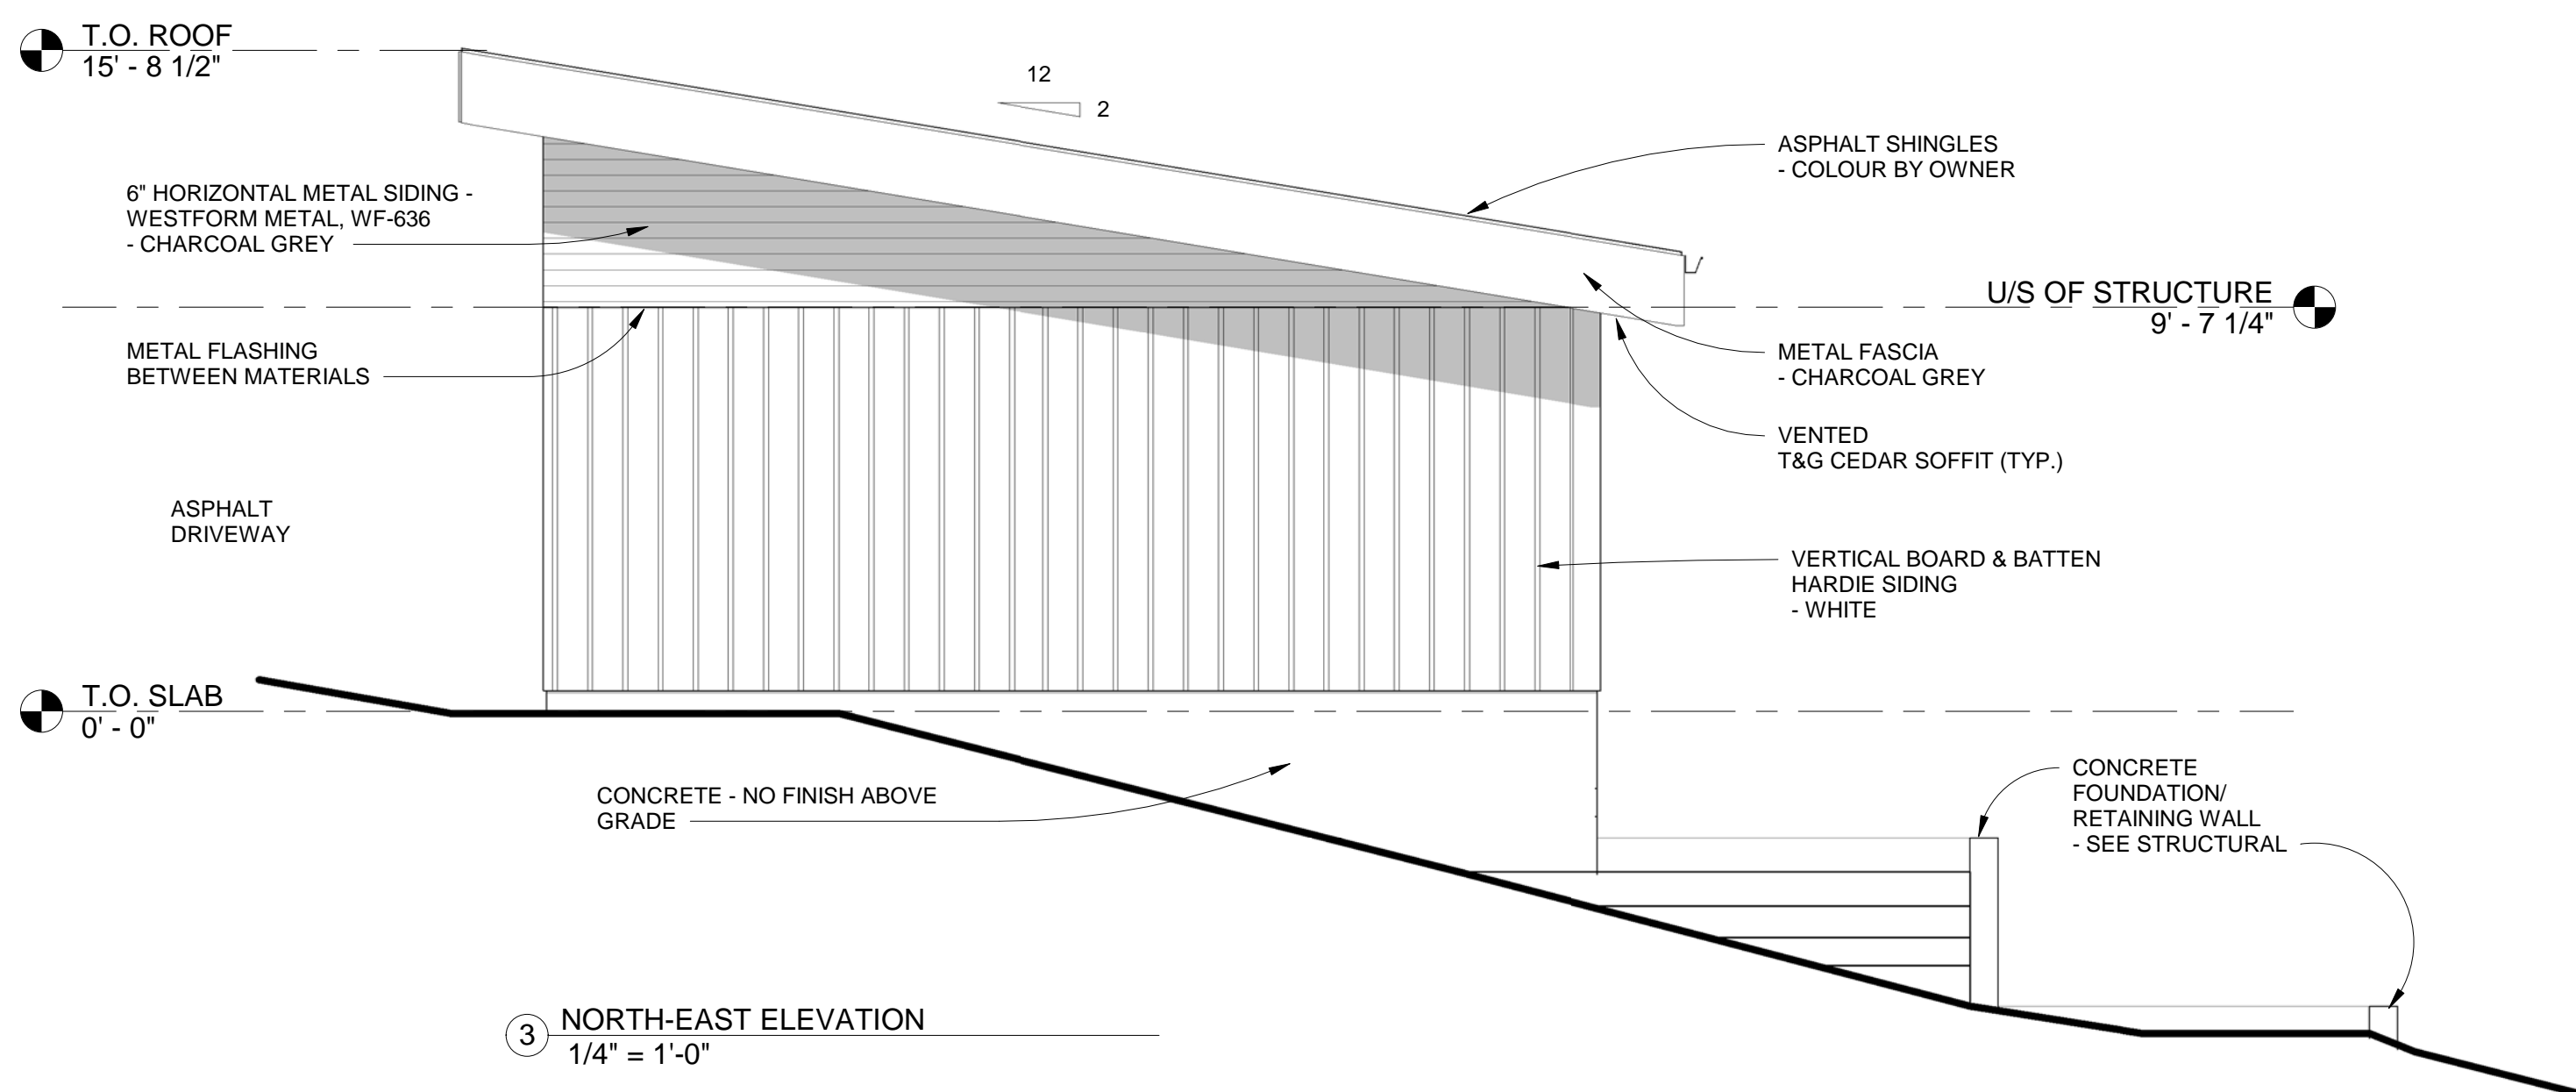 T.O. ROOF
15' - 8 1/2"
12
2
ASPHALT SHINGLES
- COLOUR BY OWNER
6" HORIZONTAL METAL SIDING -
WESTFORM METAL, WF-636
- CHARCOAL GREY
U/S OF STRUCTURE
9' - 7 1/4"
METAL FLASHING
BETWEEN MATERIALS
METAL FASCIA
- CHARCOAL GREY
VENTED
T&G CEDAR SOFFIT (TYP.)
ASPHALT
DRIVEWAY
VERTICAL BOARD & BATTEN
HARDIE SIDING
- WHITE
T.O. SLAB
0' - 0"
CONCRETE - NO FINISH ABOVE
GRADE
CONCRETE
FOUNDATION/
RETAINING WALL
- SEE STRUCTURAL
3
NORTH-EAST ELEVATION
1/4" = 1'-0"